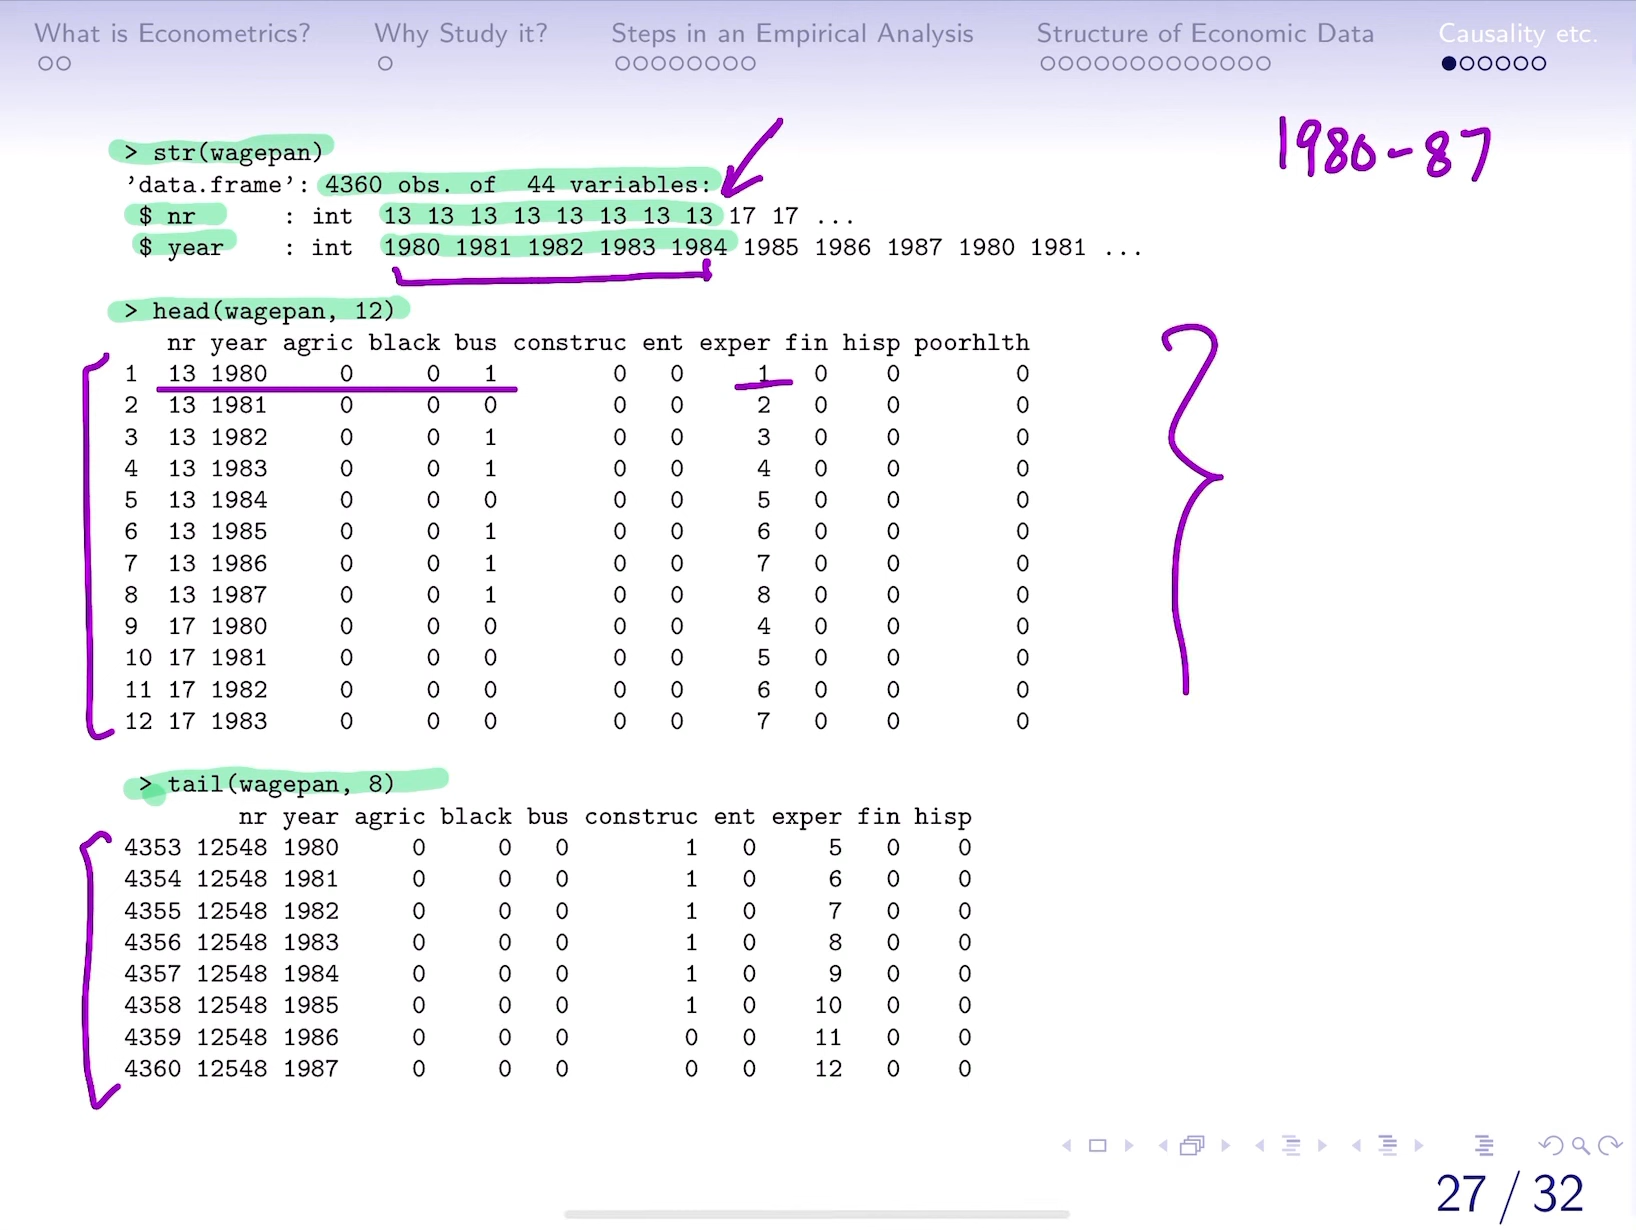 What is Econometrics? Why Study it? Steps in an Empirical Analysis Structure of Economic Data Causality etc.
1980-87
> str(wagepan)
’data.frame’: 4360 obs. of 44 variables:
$ nr : int 13 13 13 13 13 13 13 13 17 17 ...
$ year : int 1980 1981 1982 1983 1984 1985 1986 1987 1980 1981 ...
> head(wagepan, 12)
nr year agric black bus construc ent exper fin hisp poorhlth
1 13 1980 0 0 1 0 0 1 0 0 0
2 13 1981 0 0 0 0 0 2 0 0 0
3 13 1982 0 0 1 0 0 3 0 0 0
4 13 1983 0 0 1 0 0 4 0 0 0
5 13 1984 0 0 0 0 0 5 0 0 0
6 13 1985 0 0 1 0 0 6 0 0 0
7 13 1986 0 0 1 0 0 7 0 0 0
8 13 1987 0 0 1 0 0 8 0 0 0
9 17 1980 0 0 0 0 0 4 0 0 0
10 17 1981 0 0 0 0 0 5 0 0 0
11 17 1982 0 0 0 0 0 6 0 0 0
12 17 1983 0 0 0 0 0 7 0 0 0
> tail(wagepan, 8)
nr year agric black bus construc ent exper fin hisp
4353 12548 1980 0 0 0 1 0 5 0 0
4354 12548 1981 0 0 0 1 0 6 0 0
4355 12548 1982 0 0 0 1 0 7 0 0
4356 12548 1983 0 0 0 1 0 8 0 0
4357 12548 1984 0 0 0 1 0 9 0 0
4358 12548 1985 0 0 0 1 0 10 0 0
4359 12548 1986 0 0 0 0 0 11 0 0
4360 12548 1987 0 0 0 0 0 12 0 0
27 / 32